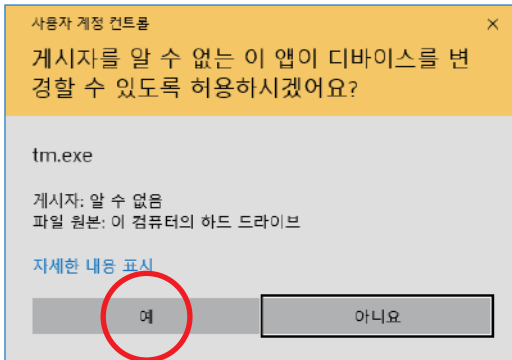 사용자 계정 컨트롤
게시자를 알 수 없는 이 앱이 디바이스를 변
경할 수 있도록 허용하시겠어요?
tm.exe
게시자: 알 수 없음
파일 원본: 이 컴퓨터의 하드 드라이브
자세한 내용 표시
예
아니요